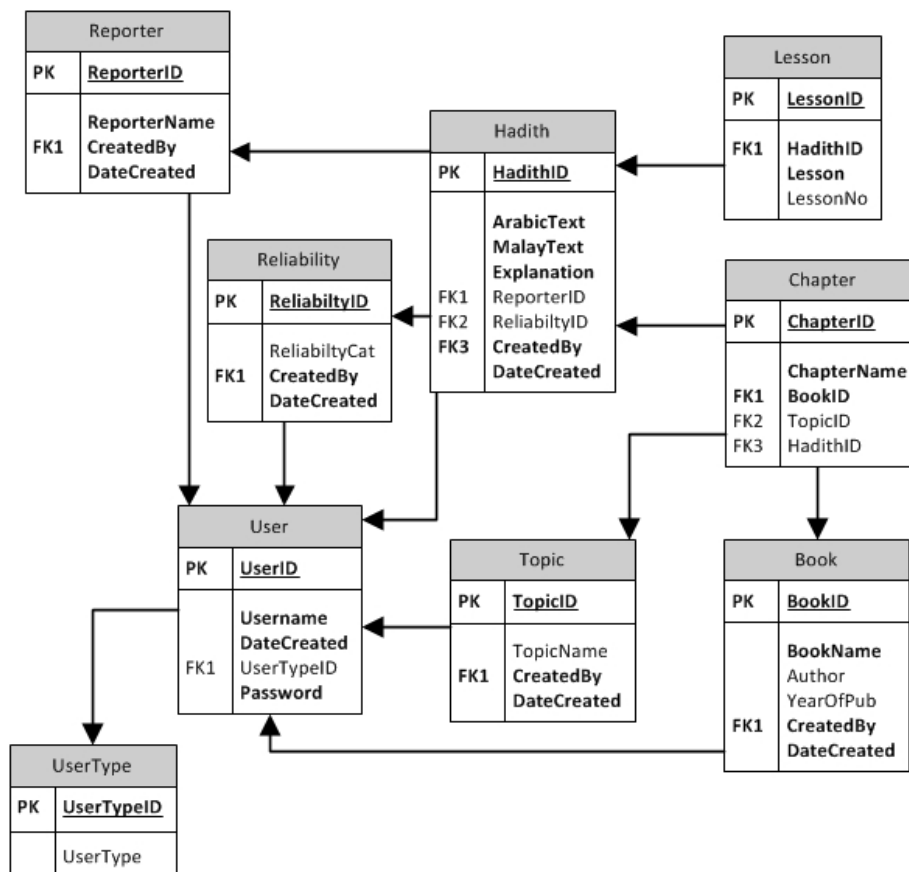 Reporter
PK ReporterID
ReporterName
FK1 CreatedBy
DateCreated
Lesson
PK LessonID
FK1 HadithID
Lesson
LessonNo
Hadith
PK HadithID
ArabicText
MalayText
Explanation
FK1 ReporterID
FK2 ReliabiltyID
FK3 CreatedBy
DateCreated
Reliability
PK ReliabiltyID
ReliabiltyCat
FK1 CreatedBy
DateCreated
Chapter
PK ChapterID
ChapterName
FK1 BookID
FK2 TopicID
FK3 HadithID
User
PK UserID
Username
DateCreated
FK1 UserTypeID
Password
Topic
PK TopicID
TopicName
FK1 CreatedBy
DateCreated
Book
PK BookID
BookName
Author
YearOfPub
FK1 CreatedBy
DateCreated
UserType
PK UserTypeID
UserType